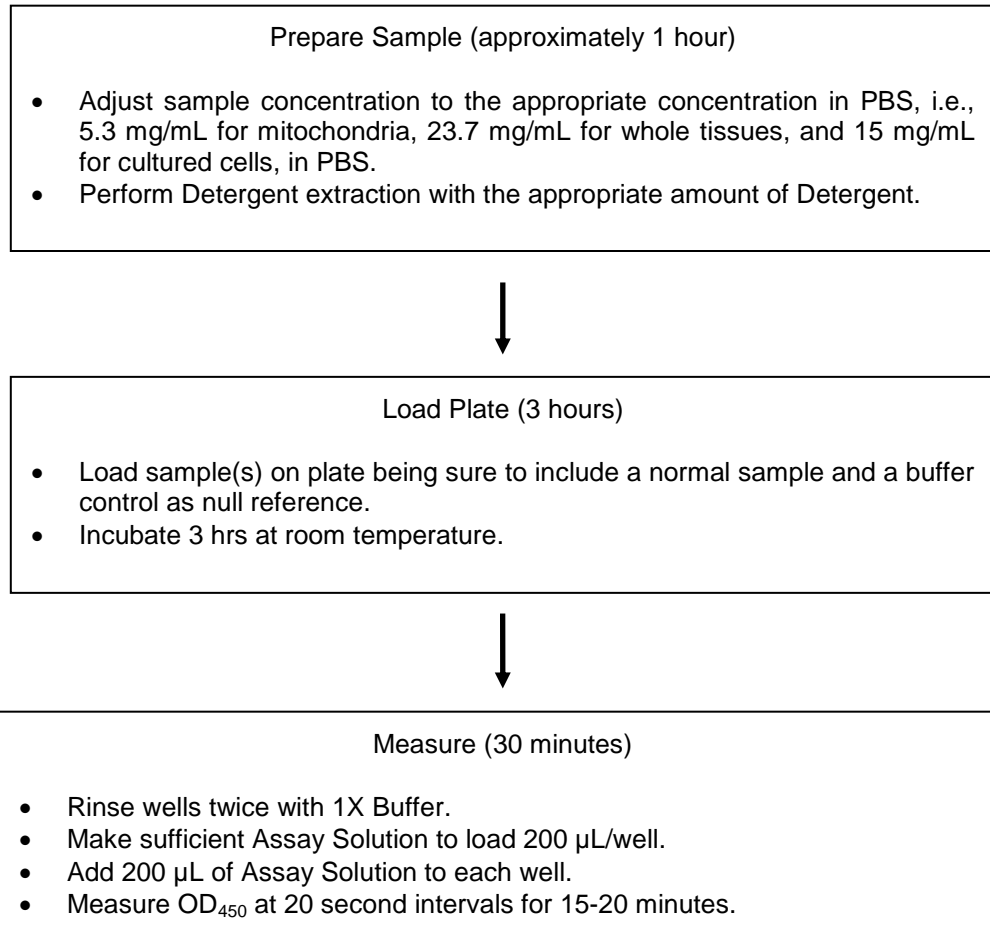 Prepare Sample (approximately 1 hour)
• Adjust sample concentration to the appropriate concentration in PBS, i.e.,
5.3 mg/mL for mitochondria, 23.7 mg/mL for whole tissues, and 15 mg/mL
for cultured cells, in PBS.
• Perform Detergent extraction with the appropriate amount of Detergent.
Load Plate (3 hours)
• Load sample(s) on plate being sure to include a normal sample and a buffer
control as null reference.
• Incubate 3 hrs at room temperature.
Measure (30 minutes)
• Rinse wells twice with 1X Buffer.
• Make sufficient Assay Solution to load 200 µL/well.
• Add 200 µL of Assay Solution to each well.
• Measure OD₄₅₀ at 20 second intervals for 15-20 minutes.